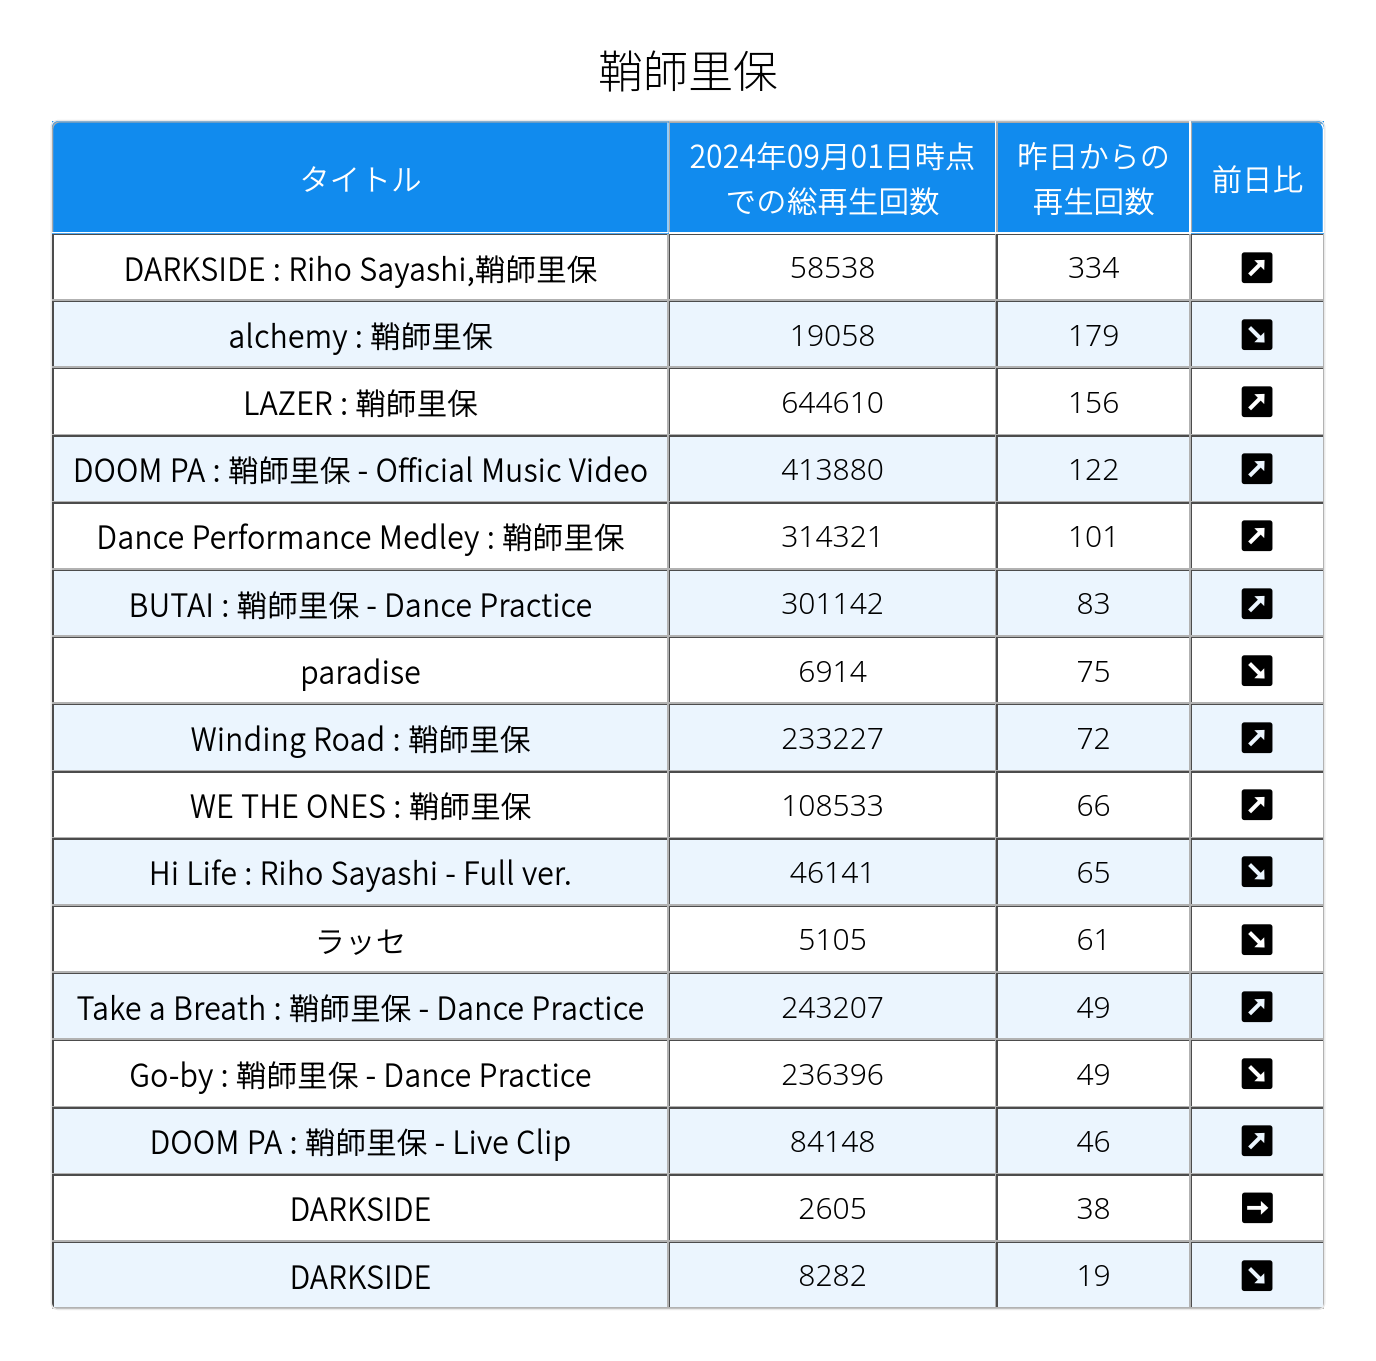 鞘師里保
タイトル 2024年09月01日時点での総再生回数 昨日からの再生回数 前日比
DARKSIDE : Riho Sayashi,鞘師里保 58538 334 ↗
alchemy : 鞘師里保 19058 179 ↘
LAZER : 鞘師里保 644610 156 ↗
DOOM PA : 鞘師里保 - Official Music Video 413880 122 ↗
Dance Performance Medley : 鞘師里保 314321 101 ↗
BUTAI : 鞘師里保 - Dance Practice 301142 83 ↗
paradise 6914 75 ↘
Winding Road : 鞘師里保 233227 72 ↗
WE THE ONES : 鞘師里保 108533 66 ↗
Hi Life : Riho Sayashi - Full ver. 46141 65 ↘
ラッセ 5105 61 ↘
Take a Breath : 鞘師里保 - Dance Practice 243207 49 ↗
Go-by : 鞘師里保 - Dance Practice 236396 49 ↘
DOOM PA : 鞘師里保 - Live Clip 84148 46 ↗
DARKSIDE 2605 38 →
DARKSIDE 8282 19 ↘